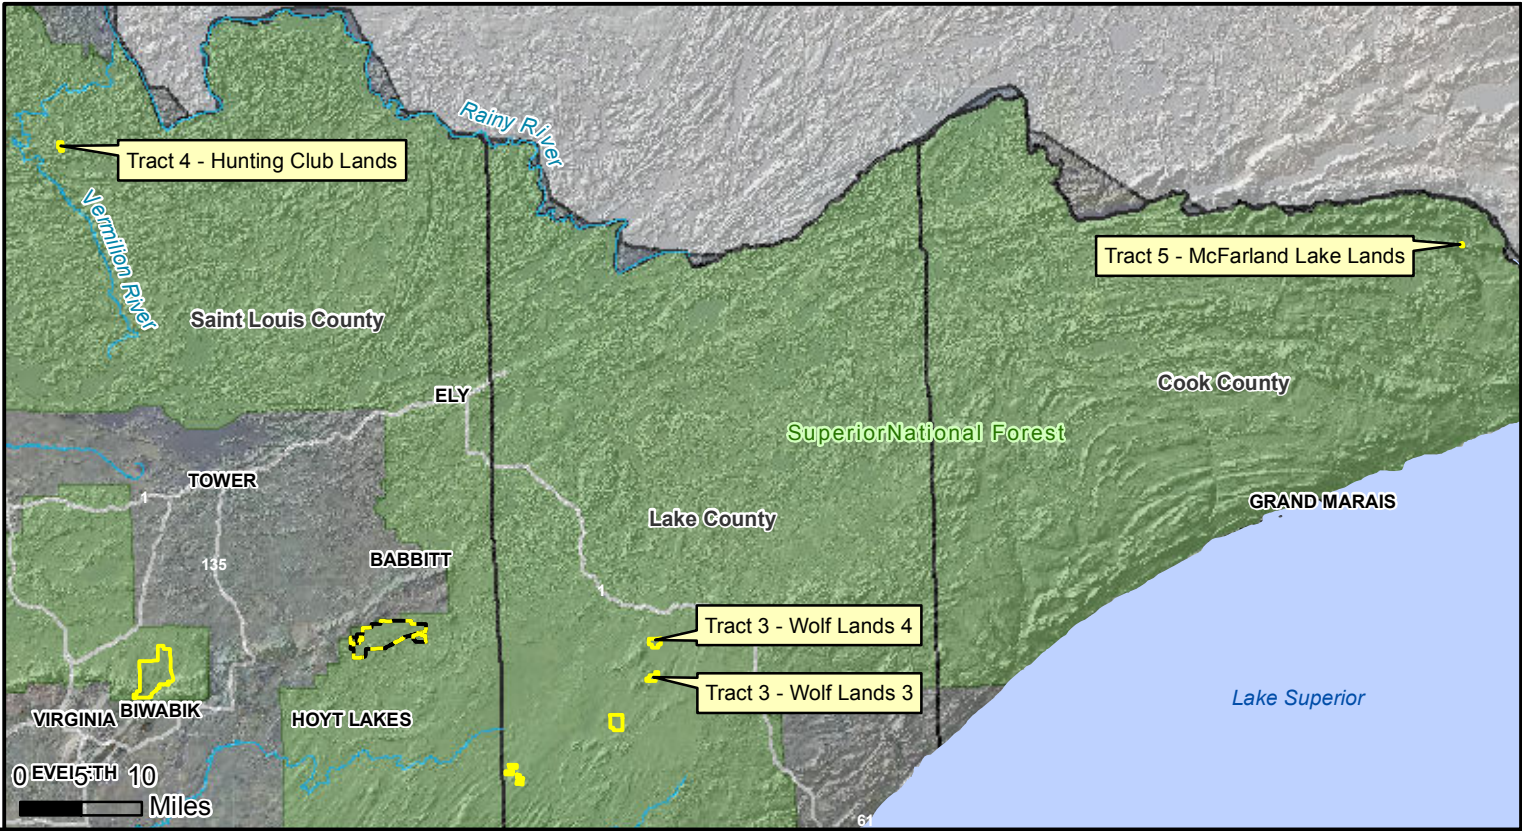 Rainy River
Tract 4 - Hunting Club Lands
Vermilion River
Tract 5 - McFarland Lake Lands
Saint Louis County
Cook County
ELY
SuperiorNational Forest
TOWER
1
GRAND MARAIS
Lake County
BABBITT
135
1
Tract 3 - Wolf Lands 4
Tract 3 - Wolf Lands 3
Lake Superior
BIWABIK
VIRGINIA
HOYT LAKES
EVELETH
0 5 10
Miles
61